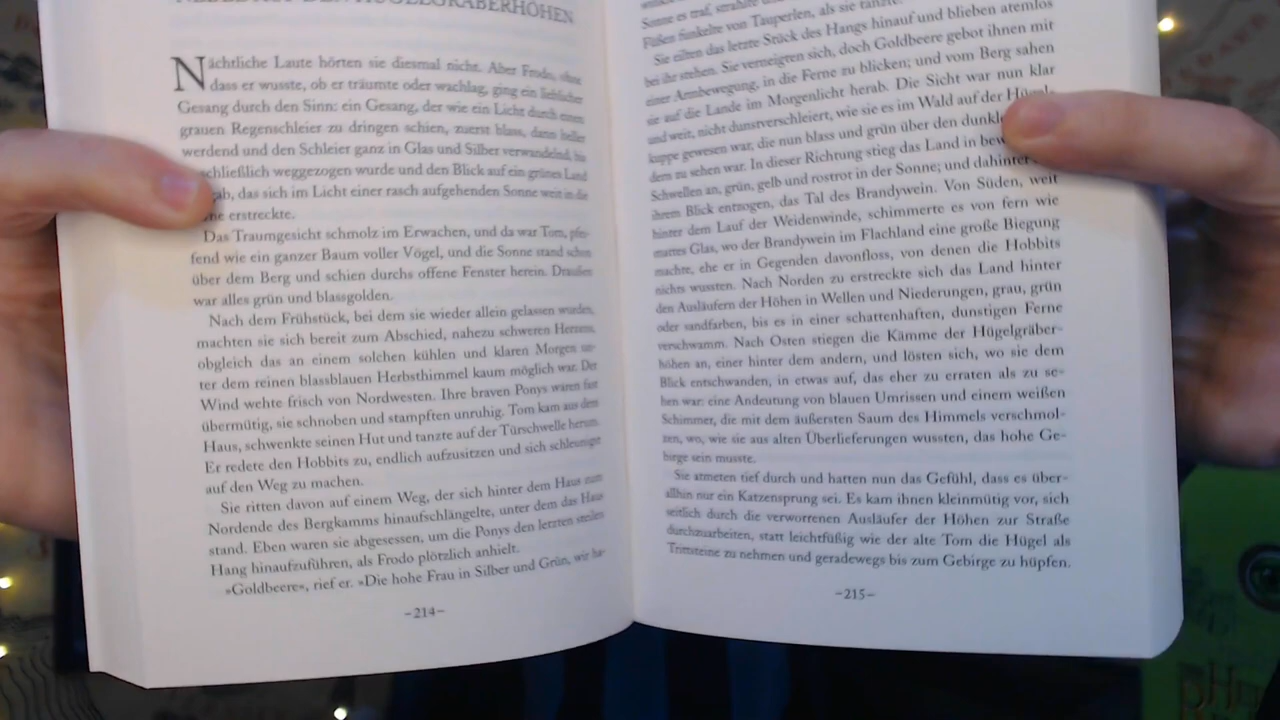 NEBEL AUF DEN HÜGELGRÄBERHÖHEN
Nächtliche Laute hörten sie diesmal nicht. Aber Frodo, ohne
dass er wusste, ob er träumte oder wachlag, ging ein lieblicher
Gesang durch den Sinn: ein Gesang, der wie ein Licht durch einen
grauen Regenschleier zu dringen schien, zuerst blass, dann heller
werdend und den Schleier ganz in Glas und Silber verwandelnd, bis
schließlich weggezogen wurde und den Blick auf ein grünes Land
ab, das sich im Licht einer rasch aufgehenden Sonne weit in die
ne erstreckte.
Das Traumgesicht schmolz im Erwachen, und da war Tom, pfei-
fend wie ein ganzer Baum voller Vögel, und die Sonne stand schon
über dem Berg und schien durchs offene Fenster herein. Draußen
war alles grün und blassgolden.
Nach dem Frühstück, bei dem sie wieder allein gelassen wurden,
machten sie sich bereit zum Abschied, nahezu schweren Herzens,
obgleich das an einem solchen kühlen und klaren Morgen un-
ter dem reinen blassblauen Herbsthimmel kaum möglich war. Der
Wind wehte frisch von Nordwesten. Ihre braven Ponys waren fast
übermütig, sie schnoben und stampften unruhig. Tom kam aus dem
Haus, schwenkte seinen Hut und tanzte auf der Türschwelle herum.
Er redete den Hobbits zu, endlich aufzusitzen und sich schleunigst
auf den Weg zu machen.
Sie ritten davon auf einem Weg, der sich hinter dem Haus zum
Nordende des Bergkamms hinaufschlängelte, unter dem das Haus
stand. Eben waren sie abgesessen, um die Ponys den letzten steilen
Hang hinaufzuführen, als Frodo plötzlich anhielt.
»Goldbeere«, rief er. »Die hohe Frau in Silber und Grün, wir ha-
–214–
Sonne es traf, strahlte und
Füßen funkelte von Tauperlen, als sie tanzte.
Sie eilten das letzte Stück des Hangs hinauf und blieben atemlos
bei ihr stehen. Sie verneigten sich, doch Goldbeere gebot ihnen mit
einer Armbewegung, in die Ferne zu blicken; und vom Berg sahen
sie auf die Lande im Morgenlicht herab. Die Sicht war nun klar
und weit, nicht dunstverschleiert, wie sie es im Wald auf der Hügel-
kuppe gewesen war, die nun blass und grün über den dunkle
dern zu sehen war. In dieser Richtung stieg das Land in bew
Schwellen an, grün, gelb und rostrot in der Sonne; und dahinter
ihrem Blick entzogen, das Tal des Brandywein. Von Süden, weit
hinter dem Lauf der Weidenwinde, schimmerte es von fern wie
mattes Glas, wo der Brandywein im Flachland eine große Biegung
machte, ehe er in Gegenden davonfloss, von denen die Hobbits
nichts wussten. Nach Norden zu erstreckte sich das Land hinter
den Ausläufern der Höhen in Wellen und Niederungen, grau, grün
oder sandfarben, bis es in einer schattenhaften, dunstigen Ferne
verschwamm. Nach Osten stiegen die Kämme der Hügelgräber-
höhen an, einer hinter dem andern, und lösten sich, wo sie dem
Blick entschwanden, in etwas auf, das eher zu erraten als zu se-
hen war: eine Andeutung von blauen Umrissen und einem weißen
Schimmer, die mit dem äußersten Saum des Himmels verschmol-
zen, wo, wie sie aus alten Überlieferungen wussten, das hohe Ge-
birge sein musste.
Sie atmeten tief durch und hatten nun das Gefühl, dass es über-
allhin nur ein Katzensprung sei. Es kam ihnen kleinmütig vor, sich
seitlich durch die verworrenen Ausläufer der Höhen zur Straße
durchzuarbeiten, statt leichtfüßig wie der alte Tom die Hügel als
Trittsteine zu nehmen und geradewegs bis zum Gebirge zu hüpfen.
–215–